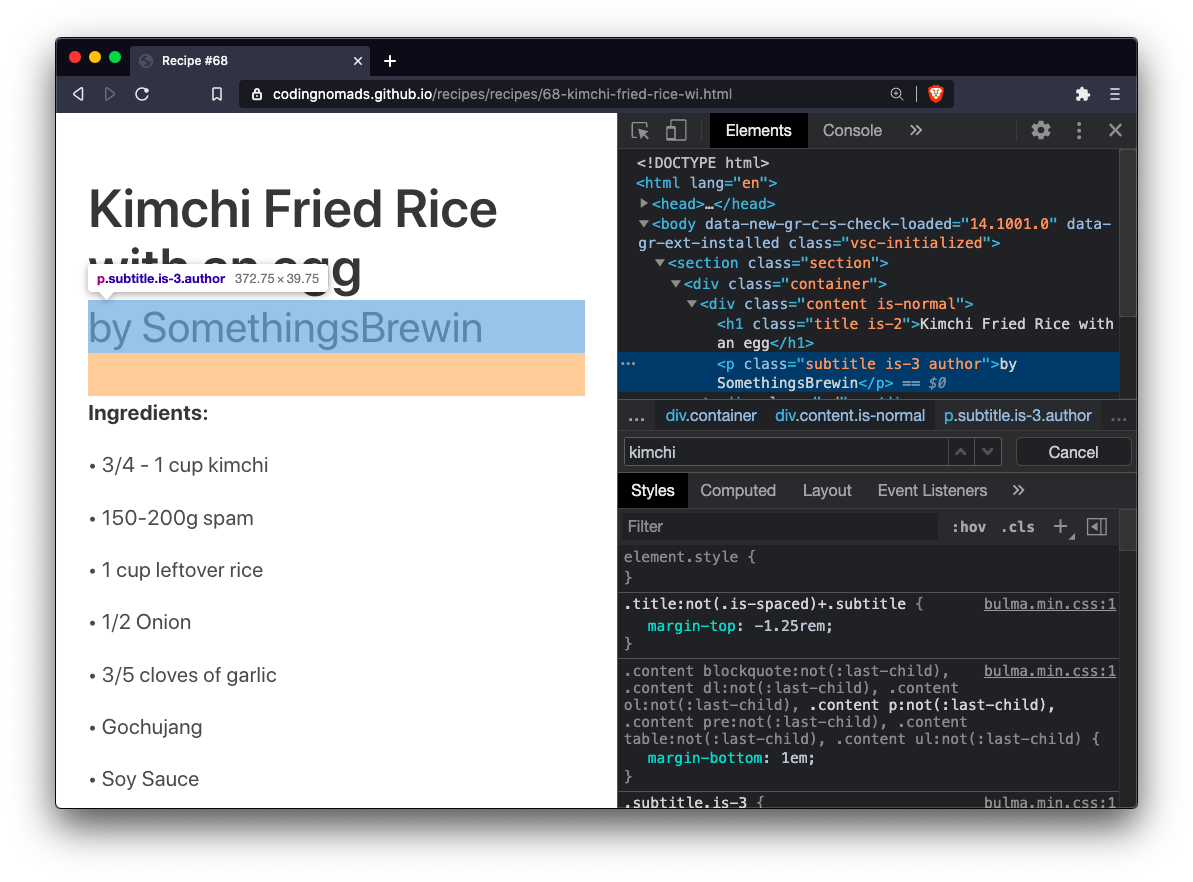 Recipe #68
codingnomads.github.io/recipes/recipes/68-kimchi-fried-rice-wi.html
Kimchi Fried Rice
with an egg
p.subtitle.is-3.author 372.75×39.75
by SomethingsBrewin
Ingredients:
• 3/4 - 1 cup kimchi
• 150-200g spam
• 1 cup leftover rice
• 1/2 Onion
• 3/5 cloves of garlic
• Gochujang
• Soy Sauce
Elements Console »
<!DOCTYPE html>
<html lang="en">
<head>…</head>
<body data-new-gr-c-s-check-loaded="14.1001.0" data-
gr-ext-installed class="vsc-initialized">
<section class="section">
<div class="container">
<div class="content is-normal">
<h1 class="title is-2">Kimchi Fried Rice with
an egg</h1>
<p class="subtitle is-3 author">by
SomethingsBrewin</p> == $0
... div.container div.content.is-normal p.subtitle.is-3.author ...
kimchi Cancel
Styles Computed Layout Event Listeners »
Filter :hov .cls +
element.style {
}
.title:not(.is-spaced)+.subtitle { bulma.min.css:1
margin-top: -1.25rem;
}
.content blockquote:not(:last-child), bulma.min.css:1
.content dl:not(:last-child), .content
ol:not(:last-child), .content p:not(:last-child),
.content pre:not(:last-child), .content
table:not(:last-child), .content ul:not(:last-child) {
margin-bottom: 1em;
}
.subtitle.is-3 { bulma.min.css:1